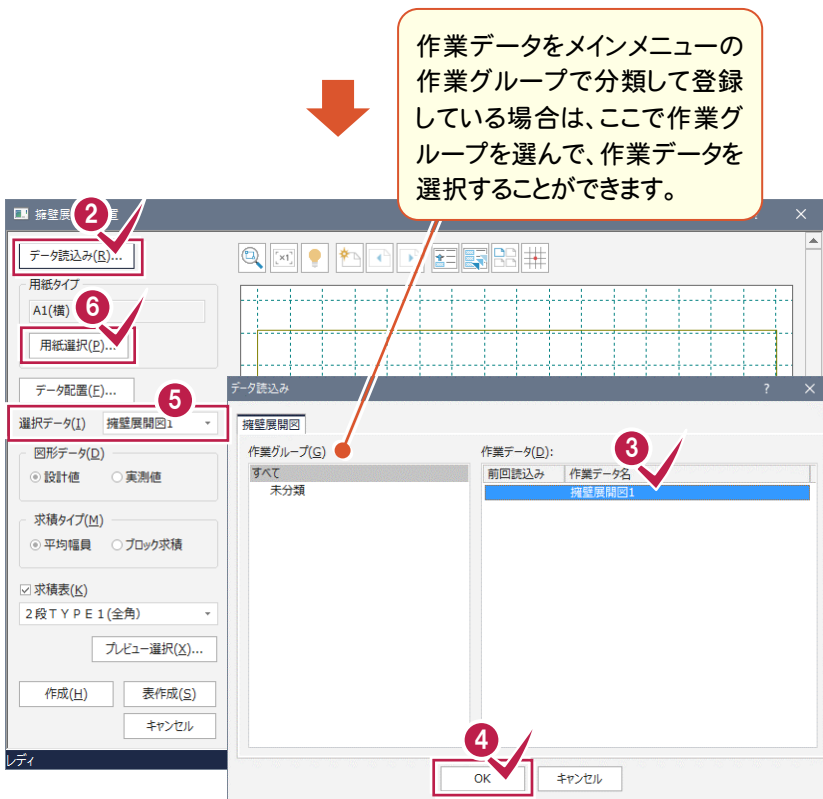 作業データをメインメニューの
作業グループで分類して登録
している場合は、ここで作業グ
ループを選んで、作業データを
選択することができます。
擁壁展
2
データ読込み(R)...
用紙タイプ
A1(横)
6
用紙選択(P)...
データ配置(F)...
5
選択データ(I) 擁壁展開図1
図形データ(D)
設計値 実測値
求積タイプ(M)
平均幅員 ブロック求積
求積表(K)
2段TYPE1(全角)
プレビュー選択(X)...
作成(H) 表作成(S)
キャンセル
レディ
データ読込み ? ×
擁壁展開図
作業グループ(G)
すべて
未分類
作業データ(D):
3
前回読込み 作業データ名
擁壁展開図1
4
OK キャンセル